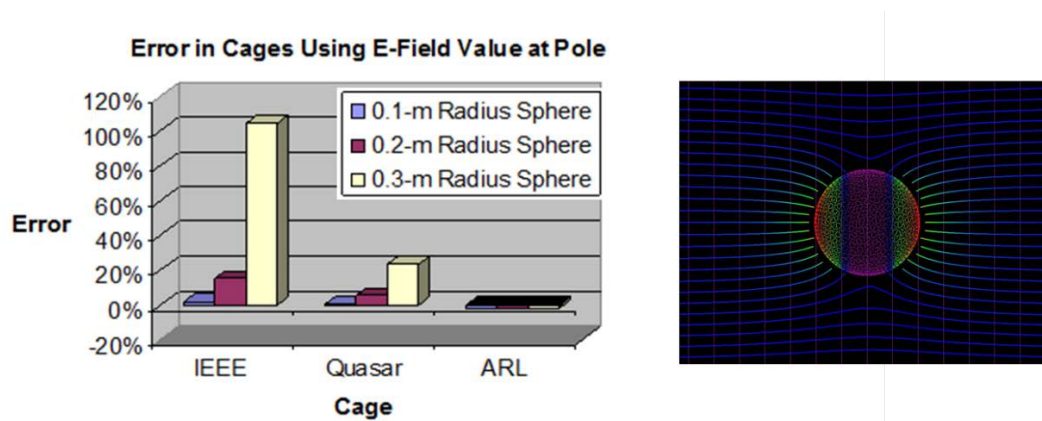 Error in Cages Using E-Field Value at Pole
120%
100%
80%
60%
40%
20%
0%
-20%
Error
0.1-m Radius Sphere
0.2-m Radius Sphere
0.3-m Radius Sphere
IEEE Quasar ARL
Cage